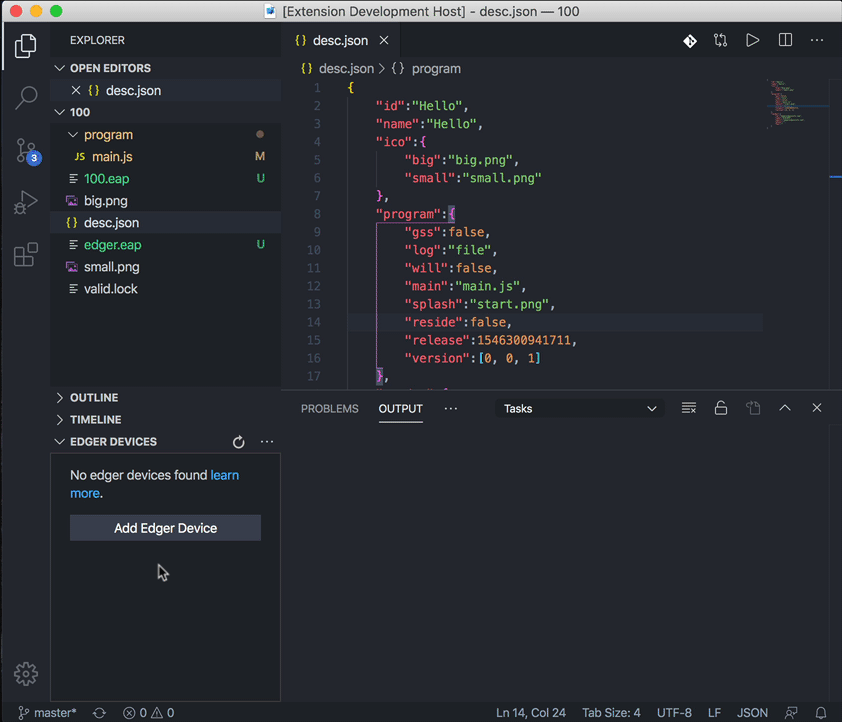 [Extension Development Host] - desc.json — 100
EXPLORER
OPEN EDITORS
{} desc.json
100
program
JS main.js M
100.eap U
big.png
{} desc.json
edger.eap U
small.png
valid.lock
3
OUTLINE
TIMELINE
EDGER DEVICES ···
No edger devices found learn
more.
Add Edger Device
{} desc.json
···
{} desc.json > {} program
1 {
2 "id":"Hello",
3 "name":"Hello",
4 "ico":{
5 "big":"big.png",
6 "small":"small.png"
7 },
8 "program":{
9 "gss":false,
10 "log":"file",
11 "will":false,
12 "main":"main.js",
13 "splash":"start.png",
14 "reside":false,
15 "release":1546300941711,
16 "version":[0, 0, 1]
17 },
PROBLEMS OUTPUT ··· Tasks
master* 0 0 Ln 14, Col 24 Tab Size: 4 UTF-8 LF JSON